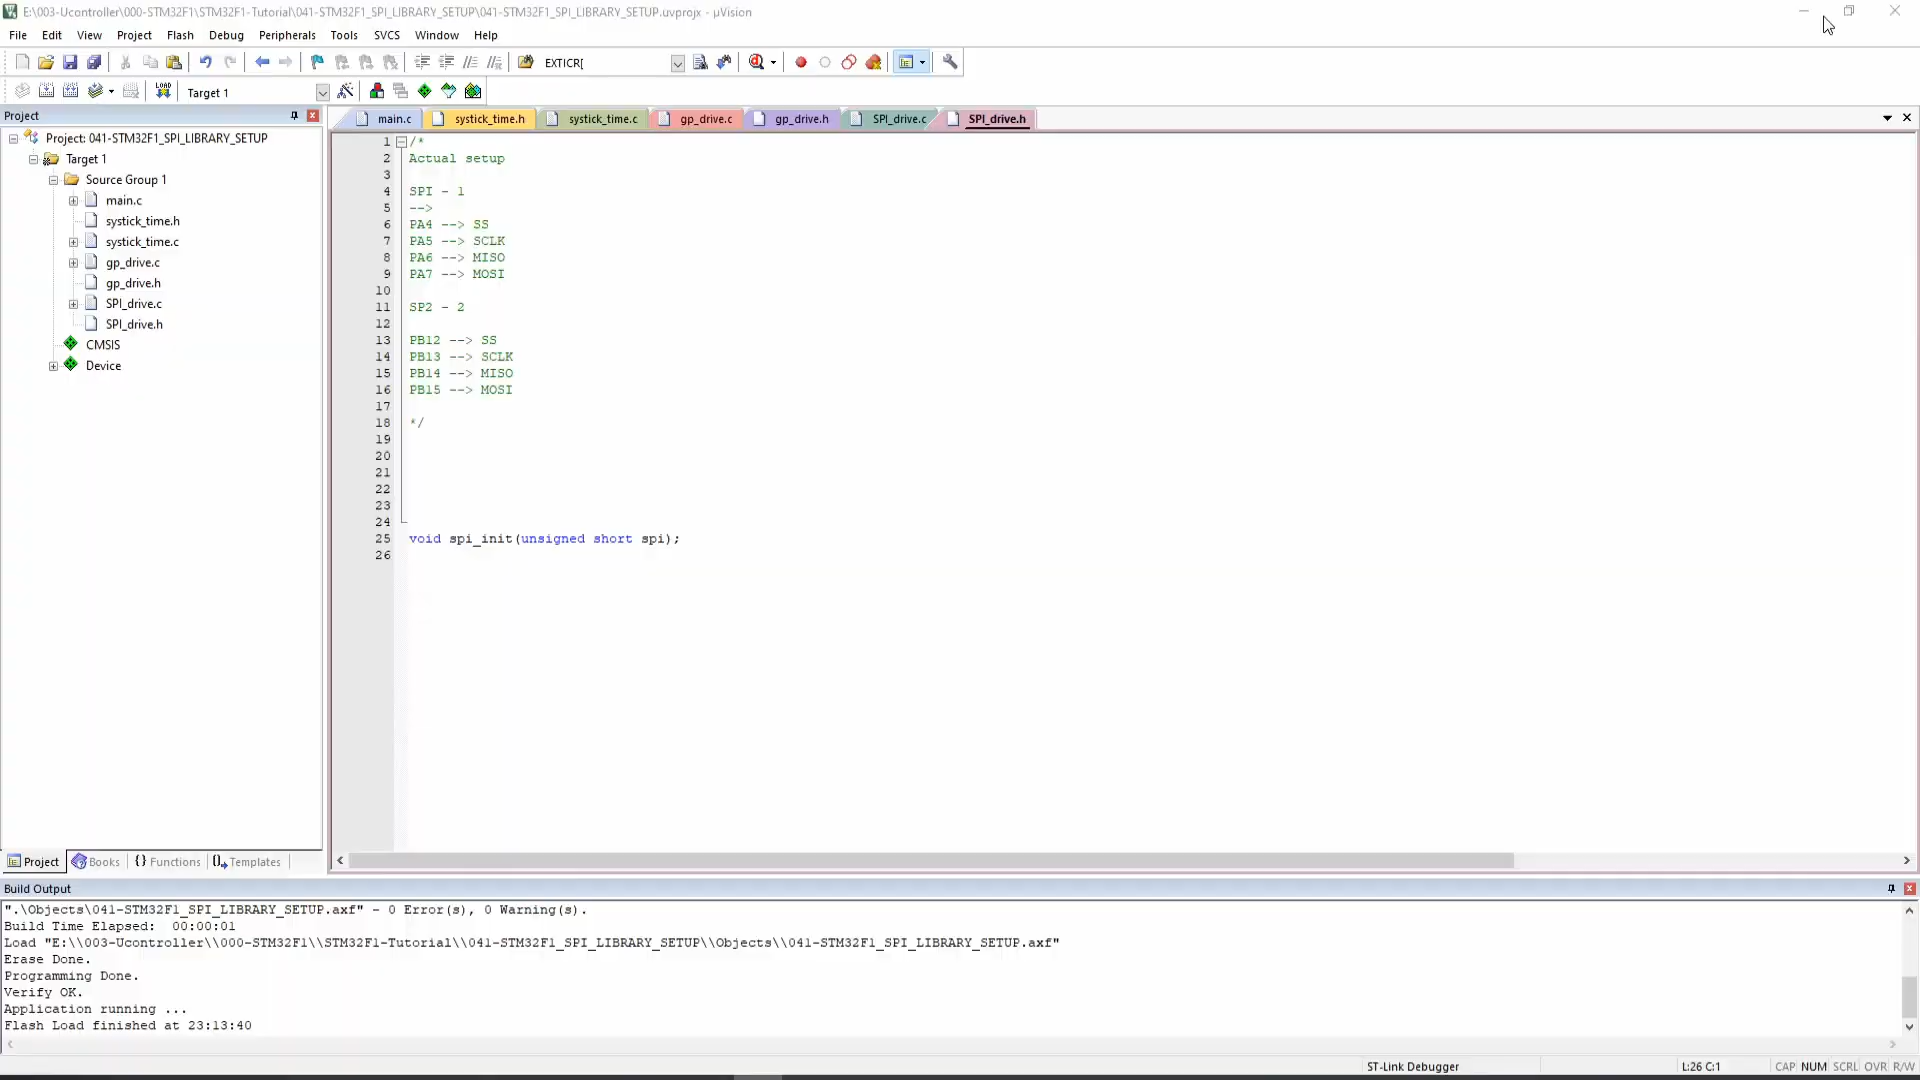 E:\003-Ucontroller\000-STM32F1\STM32F1-Tutorial\041-STM32F1_SPI_LIBRARY_SETUP\041-STM32F1_SPI_LIBRARY_SETUP.uvprojx - µVision
File Edit View Project Flash Debug Peripherals Tools SVCS Window Help
EXTICR[
LOAD Target 1
Project
Project: 041-STM32F1_SPI_LIBRARY_SETUP
Target 1
Source Group 1
main.c
systick_time.h
systick_time.c
gp_drive.c
gp_drive.h
SPI_drive.c
SPI_drive.h
CMSIS
Device
Project Books Functions Templates
main.c systick_time.h systick_time.c gp_drive.c gp_drive.h SPI_drive.c SPI_drive.h
1 /*
2 Actual setup
3
4 SPI - 1
5 -->
6 PA4 --> SS
7 PA5 --> SCLK
8 PA6 --> MISO
9 PA7 --> MOSI
10
11 SP2 - 2
12
13 PB12 --> SS
14 PB13 --> SCLK
15 PB14 --> MISO
16 PB15 --> MOSI
17
18 */
19
20
21
22
23
24
25 void spi_init(unsigned short spi);
26
Build Output
".\Objects\041-STM32F1_SPI_LIBRARY_SETUP.axf" - 0 Error(s), 0 Warning(s).
Build Time Elapsed:  00:00:01
Load "E:\\003-Ucontroller\\000-STM32F1\\STM32F1-Tutorial\\041-STM32F1_SPI_LIBRARY_SETUP\\Objects\\041-STM32F1_SPI_LIBRARY_SETUP.axf"
Erase Done.
Programming Done.
Verify OK.
Application running ...
Flash Load finished at 23:13:40
ST-Link Debugger L:26 C:1 CAP NUM SCRL OVR R/W